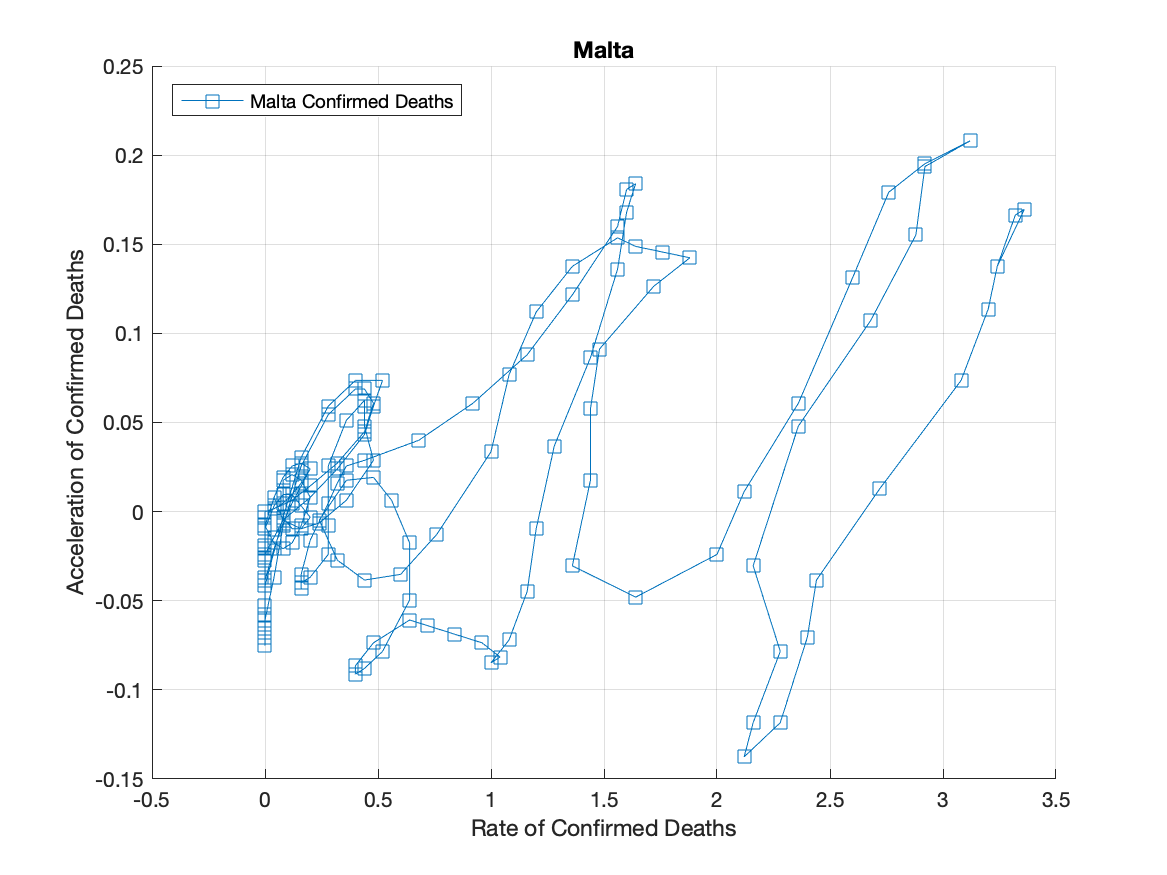 Malta
Malta Confirmed Deaths
Acceleration of Confirmed Deaths
0.25
0.2
0.15
0.1
0.05
0
-0.05
-0.1
-0.15
-0.5 0 0.5 1 1.5 2 2.5 3 3.5
Rate of Confirmed Deaths